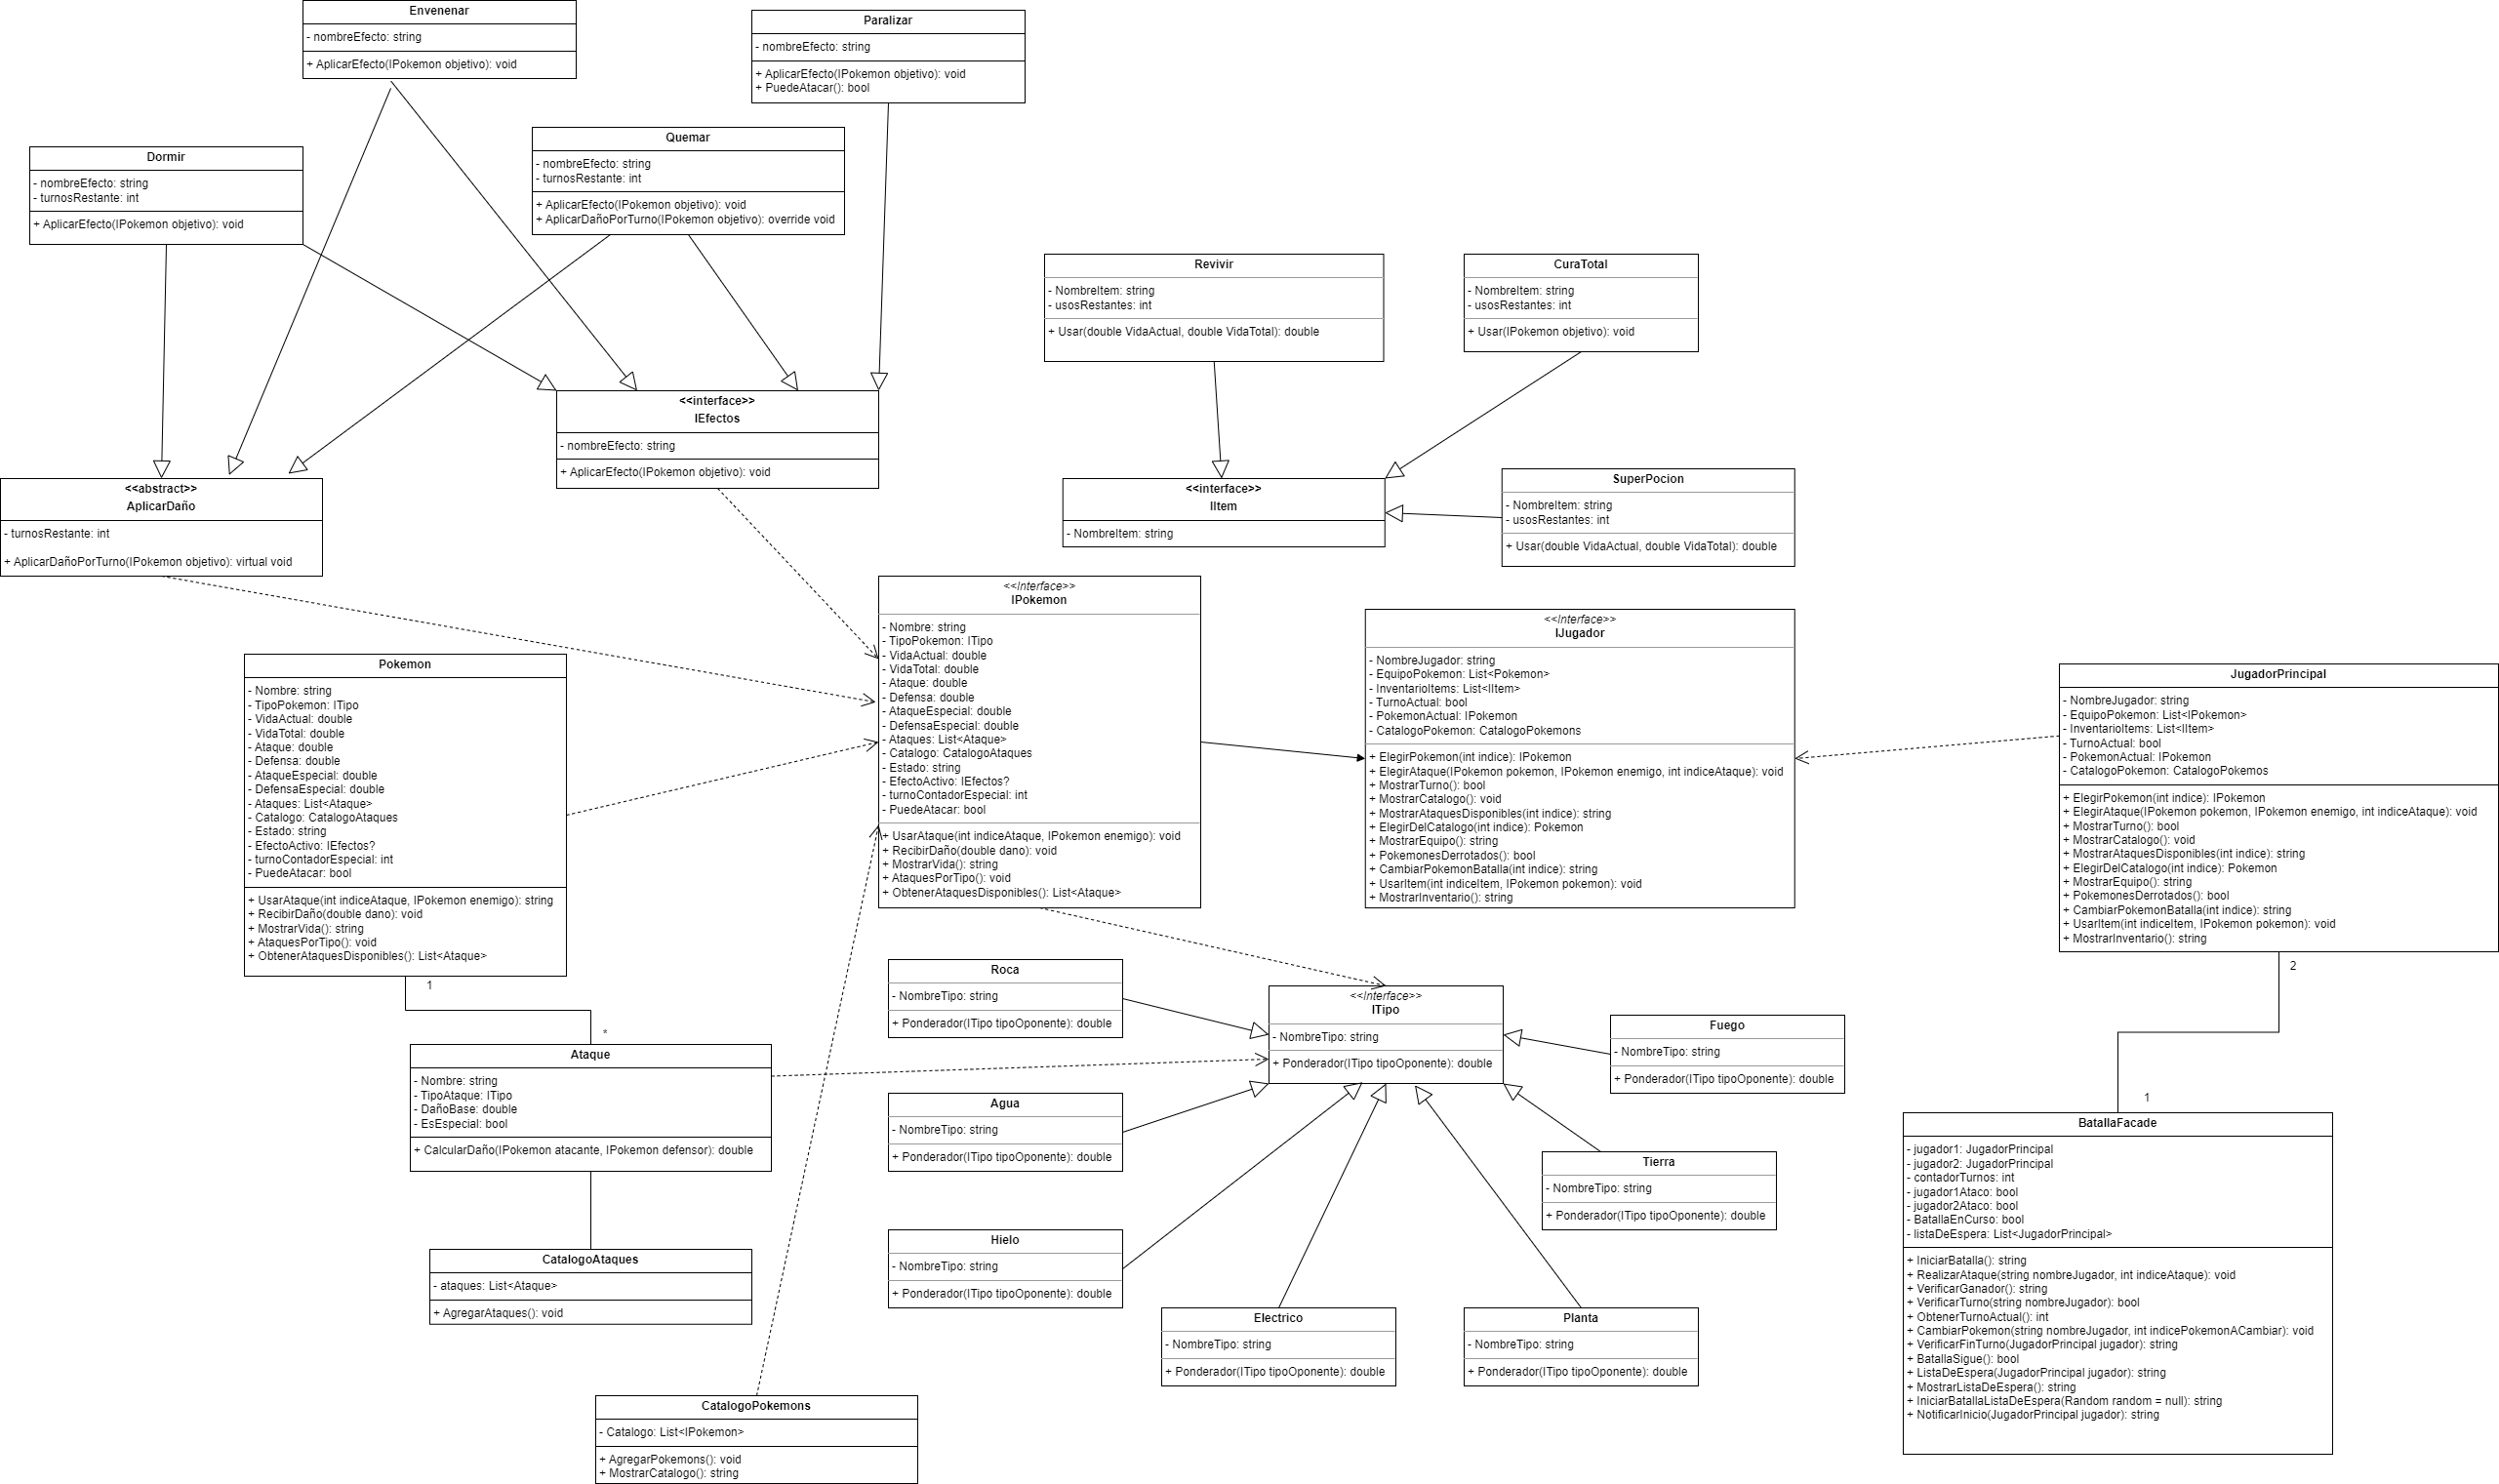 Envenenar
- nombreEfecto: string
+ AplicarEfecto(IPokemon objetivo): void
Paralizar
- nombreEfecto: string
+ AplicarEfecto(IPokemon objetivo): void
+ PuedeAtacar(): bool
Dormir
- nombreEfecto: string
- turnosRestante: int
+ AplicarEfecto(IPokemon objetivo): void
Quemar
- nombreEfecto: string
- turnosRestante: int
+ AplicarEfecto(IPokemon objetivo): void
+ AplicarDañoPorTurno(IPokemon objetivo): override void
Revivir
- NombreItem: string
- usosRestantes: int
+ Usar(double VidaActual, double VidaTotal): double
CuraTotal
- NombreItem: string
- usosRestantes: int
+ Usar(IPokemon objetivo): void
<<interface>>
IEfectos
- nombreEfecto: string
+ AplicarEfecto(IPokemon objetivo): void
<<abstract>>
AplicarDaño
- turnosRestante: int
+ AplicarDañoPorTurno(IPokemon objetivo): virtual void
<<interface>>
IItem
- NombreItem: string
SuperPocion
- NombreItem: string
- usosRestantes: int
+ Usar(double VidaActual, double VidaTotal): double
Pokemon
- Nombre: string
- TipoPokemon: ITipo
- VidaActual: double
- VidaTotal: double
- Ataque: double
- Defensa: double
- AtaqueEspecial: double
- DefensaEspecial: double
- Ataques: List<Ataque>
- Catalogo: CatalogoAtaques
- Estado: string
- EfectoActivo: IEfectos?
- turnoContadorEspecial: int
- PuedeAtacar: bool
+ UsarAtaque(int indiceAtaque, IPokemon enemigo): string
+ RecibirDaño(double dano): void
+ MostrarVida(): string
+ AtaquesPorTipo(): void
+ ObtenerAtaquesDisponibles(): List<Ataque>
<<Interface>>
IPokemon
- Nombre: string
- TipoPokemon: ITipo
- VidaActual: double
- VidaTotal: double
- Ataque: double
- Defensa: double
- AtaqueEspecial: double
- DefensaEspecial: double
- Ataques: List<Ataque>
- Catalogo: CatalogoAtaques
- Estado: string
- EfectoActivo: IEfectos?
- turnoContadorEspecial: int
- PuedeAtacar: bool
+ UsarAtaque(int indiceAtaque, IPokemon enemigo): void
+ RecibirDaño(double dano): void
+ MostrarVida(): string
+ AtaquesPorTipo(): void
+ ObtenerAtaquesDisponibles(): List<Ataque>
<<Interface>>
IJugador
- NombreJugador: string
- EquipoPokemon: List<Pokemon>
- InventarioItems: List<IItem>
- TurnoActual: bool
- PokemonActual: IPokemon
- CatalogoPokemon: CatalogoPokemons
+ ElegirPokemon(int indice): IPokemon
+ ElegirAtaque(IPokemon pokemon, IPokemon enemigo, int indiceAtaque): void
+ MostrarTurno(): bool
+ MostrarCatalogo(): void
+ MostrarAtaquesDisponibles(int indice): string
+ ElegirDelCatalogo(int indice): Pokemon
+ MostrarEquipo(): string
+ PokemonesDerrotados(): bool
+ CambiarPokemonBatalla(int indice): string
+ UsarItem(int indiceItem, IPokemon pokemon): void
+ MostrarInventario(): string
JugadorPrincipal
- NombreJugador: string
- EquipoPokemon: List<IPokemon>
- InventarioItems: List<IItem>
- TurnoActual: bool
- PokemonActual: IPokemon
- CatalogoPokemon: CatalogoPokemos
+ ElegirPokemon(int indice): IPokemon
+ ElegirAtaque(IPokemon pokemon, IPokemon enemigo, int indiceAtaque): void
+ MostrarTurno(): bool
+ MostrarCatalogo(): void
+ MostrarAtaquesDisponibles(int indice): string
+ ElegirDelCatalogo(int indice): Pokemon
+ MostrarEquipo(): string
+ PokemonesDerrotados(): bool
+ CambiarPokemonBatalla(int indice): string
+ UsarItem(int indiceItem, IPokemon pokemon): void
+ MostrarInventario(): string
2
1
1
*
Roca
- NombreTipo: string
+ Ponderador(ITipo tipoOponente): double
<<Interface>>
ITipo
- NombreTipo: string
+ Ponderador(ITipo tipoOponente): double
Fuego
- NombreTipo: string
+ Ponderador(ITipo tipoOponente): double
Ataque
- Nombre: string
- TipoAtaque: ITipo
- DañoBase: double
- EsEspecial: bool
+ CalcularDaño(IPokemon atacante, IPokemon defensor): double
Agua
- NombreTipo: string
+ Ponderador(ITipo tipoOponente): double
Tierra
- NombreTipo: string
+ Ponderador(ITipo tipoOponente): double
BatallaFacade
- jugador1: JugadorPrincipal
- jugador2: JugadorPrincipal
- contadorTurnos: int
- jugador1Ataco: bool
- jugador2Ataco: bool
- BatallaEnCurso: bool
- listaDeEspera: List<JugadorPrincipal>
+ IniciarBatalla(): string
+ RealizarAtaque(string nombreJugador, int indiceAtaque): void
+ VerificarGanador(): string
+ VerificarTurno(string nombreJugador): bool
+ ObtenerTurnoActual(): int
+ CambiarPokemon(string nombreJugador, int indicePokemonACambiar): void
+ VerificarFinTurno(JugadorPrincipal jugador): string
+ BatallaSigue(): bool
+ ListaDeEspera(JugadorPrincipal jugador): string
+ MostrarListaDeEspera(): string
+ IniciarBatallaListaDeEspera(Random random = null): string
+ NotificarInicio(JugadorPrincipal jugador): string
Hielo
- NombreTipo: string
+ Ponderador(ITipo tipoOponente): double
CatalogoAtaques
- ataques: List<Ataque>
+ AgregarAtaques(): void
Electrico
- NombreTipo: string
+ Ponderador(ITipo tipoOponente): double
Planta
- NombreTipo: string
+ Ponderador(ITipo tipoOponente): double
CatalogoPokemons
- Catalogo: List<IPokemon>
+ AgregarPokemons(): void
+ MostrarCatalogo(): string